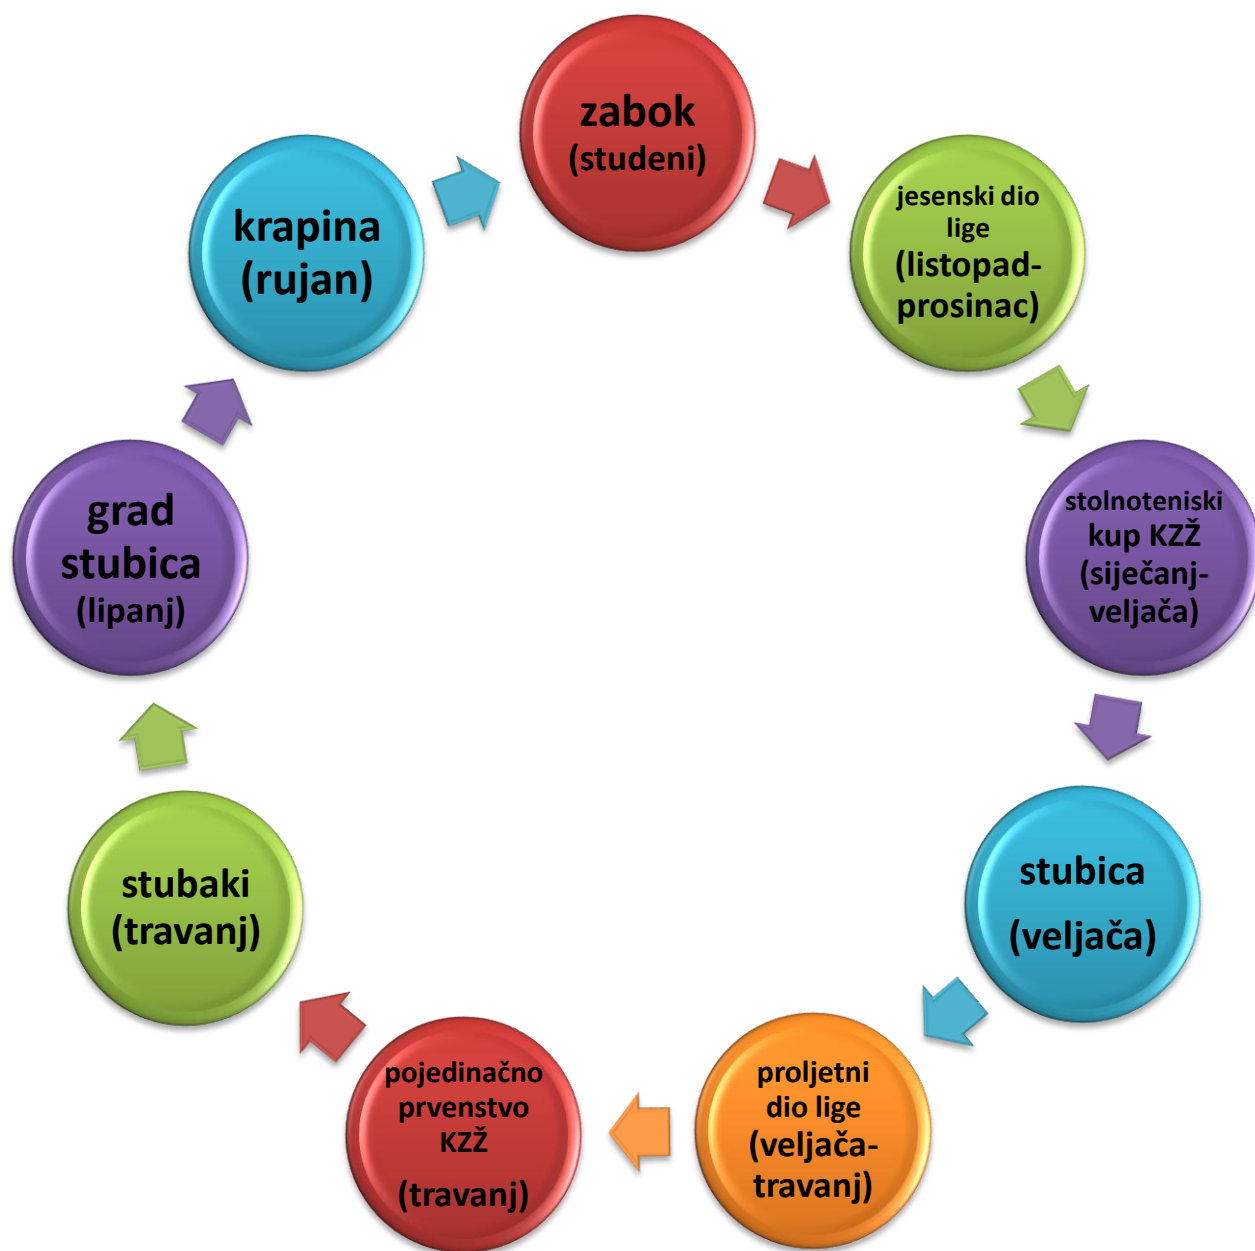 zabok
(studeni)
jesenski dio
lige
(listopad-
prosinac)
stolnoteniski
kup KZŽ
(siječanj-
veljača)
stubica
(veljača)
proljetni
dio lige
(veljača-
travanj)
pojedinačno
prvenstvo
KZŽ
(travanj)
stubaki
(travanj)
grad
stubica
(lipanj)
krapina
(rujan)